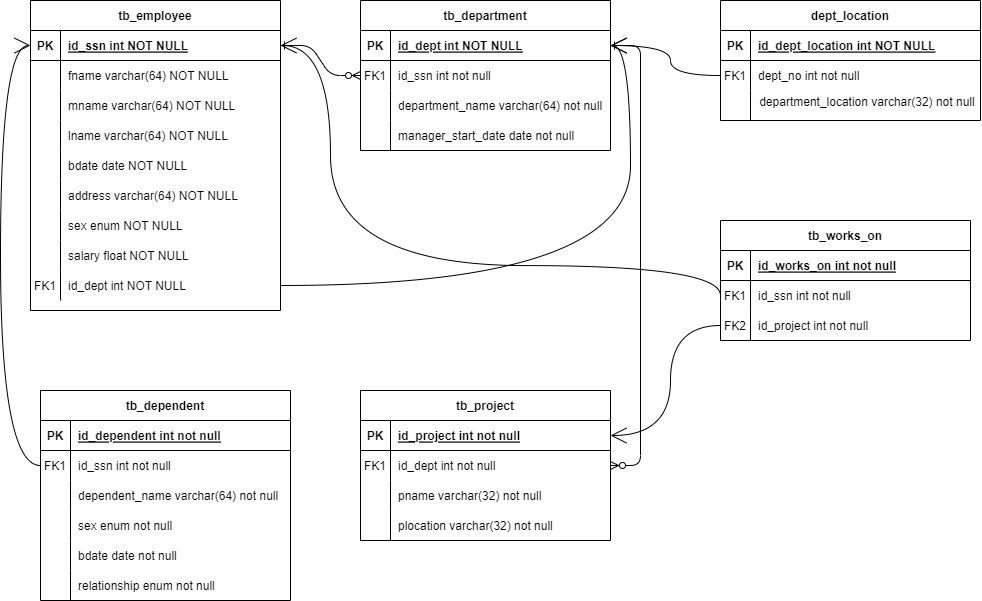 tb_employee
PK id_ssn int NOT NULL
fname varchar(64) NOT NULL
mname varchar(64) NOT NULL
lname varchar(64) NOT NULL
bdate date NOT NULL
address varchar(64) NOT NULL
sex enum NOT NULL
salary float NOT NULL
FK1 id_dept int NOT NULL
tb_department
PK id_dept int NOT NULL
FK1 id_ssn int not null
department_name varchar(64) not null
manager_start_date date not null
dept_location
PK id_dept_location int NOT NULL
FK1 dept_no int not null
department_location varchar(32) not null
tb_works_on
PK id_works_on int not null
FK1 id_ssn int not null
FK2 id_project int not null
tb_dependent
PK id_dependent int not null
FK1 id_ssn int not null
dependent_name varchar(64) not null
sex enum not null
bdate date not null
relationship enum not null
tb_project
PK id_project int not null
FK1 id_dept int not null
pname varchar(32) not null
plocation varchar(32) not null